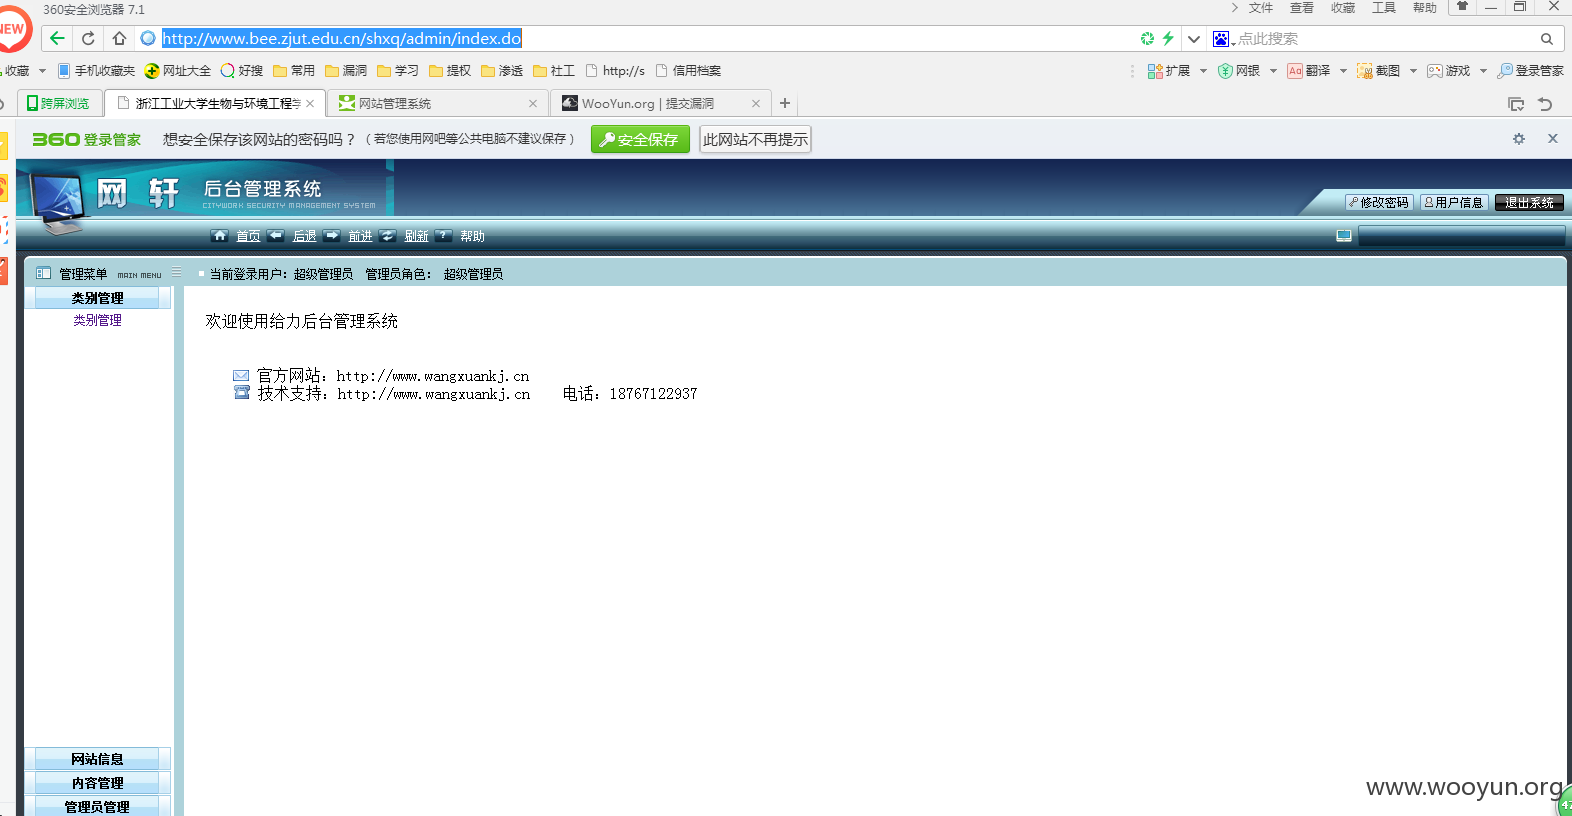 360安全浏览器 7.1
文件 查看 收藏 工具 帮助
NEW
http://www.bee.zjut.edu.cn/shxq/admin/index.do
点此搜索
收藏 手机收藏夹 网址大全 好搜 常用 漏洞 学习 提权 渗透 社工 http://s 信用档案 扩展 网银 翻译 截图 游戏 登录管家
跨屏浏览 浙江工业大学生物与环境工程学 网站管理系统 WooYun.org | 提交漏洞
360 登录管家 想安全保存该网站的密码吗？（若您使用网吧等公共电脑不建议保存） 安全保存 此网站不再提示
网 轩 后台管理系统
CITYWORK SECURITY MANAGEMENT SYSTEM
修改密码 用户信息 退出系统
首页 后退 前进 刷新 帮助
管理菜单 MAIN MENU 当前登录用户：超级管理员 管理员角色： 超级管理员
类别管理
类别管理
欢迎使用给力后台管理系统
官方网站：http://www.wangxuankj.cn
技术支持：http://www.wangxuankj.cn 电话：18767122937
网站信息
内容管理
管理员管理
www.wooyun.org